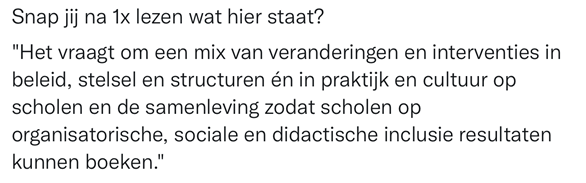 Snap jij na 1x lezen wat hier staat?
"Het vraagt om een mix van veranderingen en interventies in
beleid, stelsel en structuren én in praktijk en cultuur op
scholen en de samenleving zodat scholen op
organisatorische, sociale en didactische inclusie resultaten
kunnen boeken."